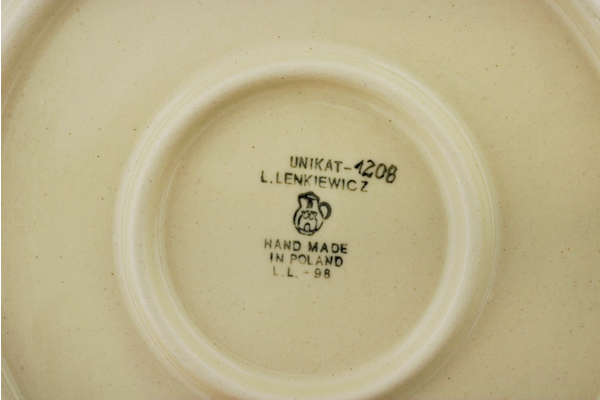 UNIKAT-1208
L.LENKIEWICZ
HAND MADE
IN POLAND
L.L.-98